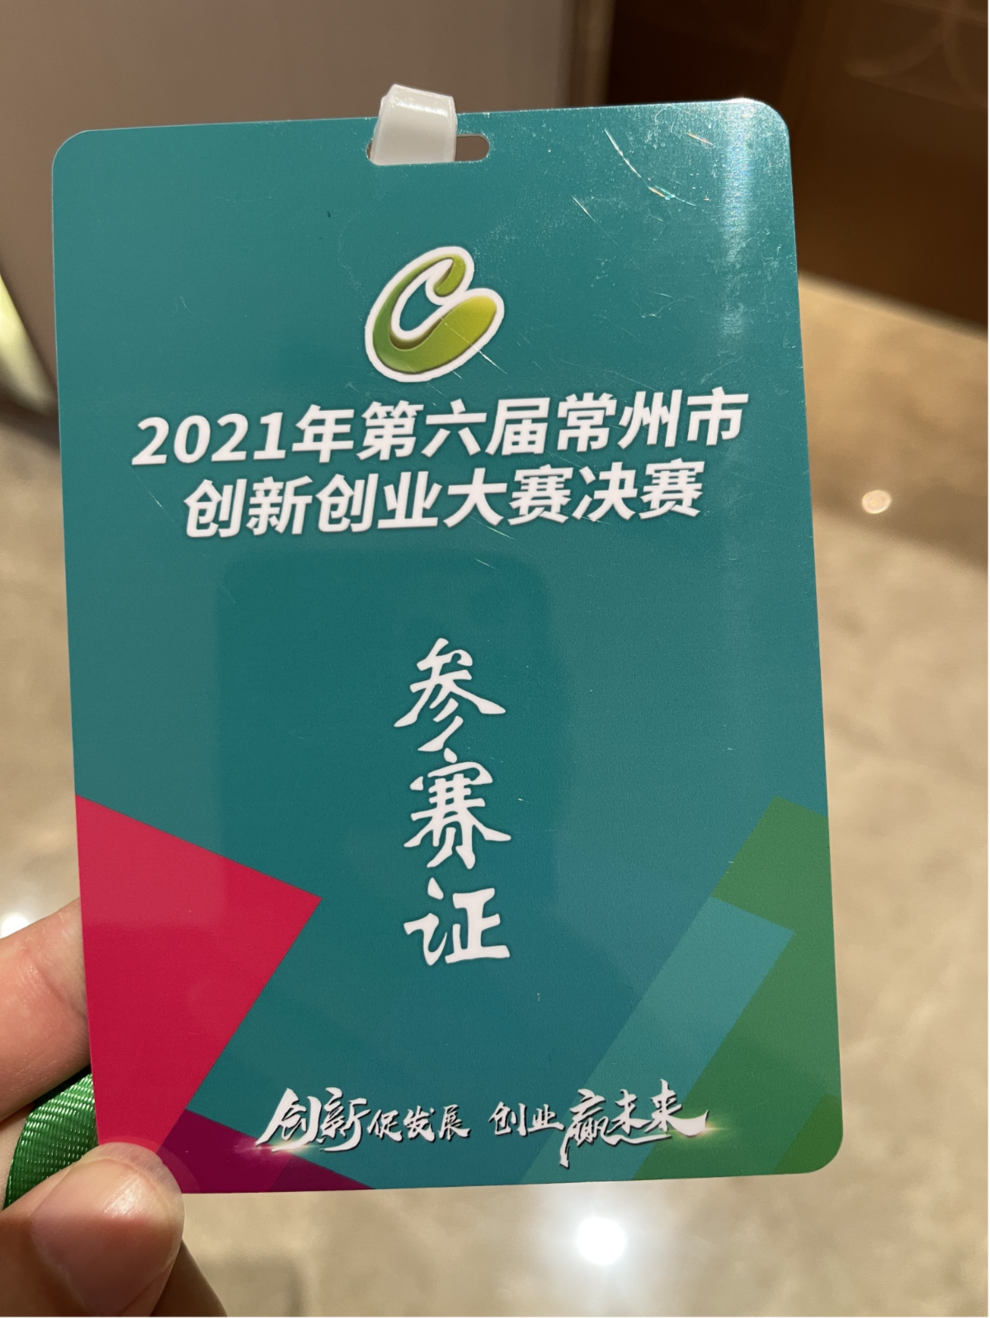 2021年第六届常州市
创新创业大赛决赛
参赛证
创新促发展 创业赢未来